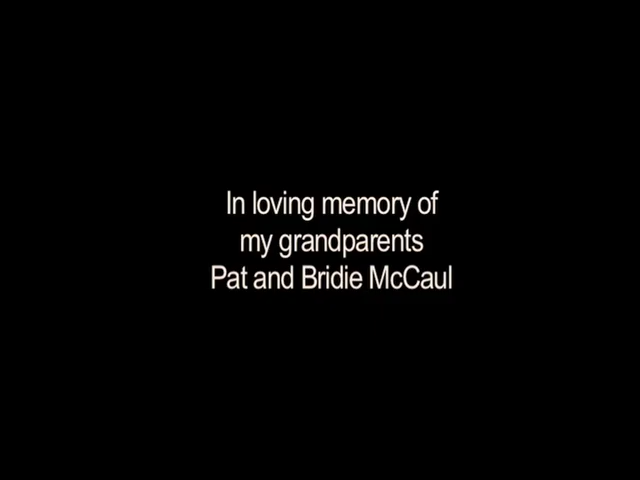 In loving memory of
my grandparents
Pat and Bridie McCaul